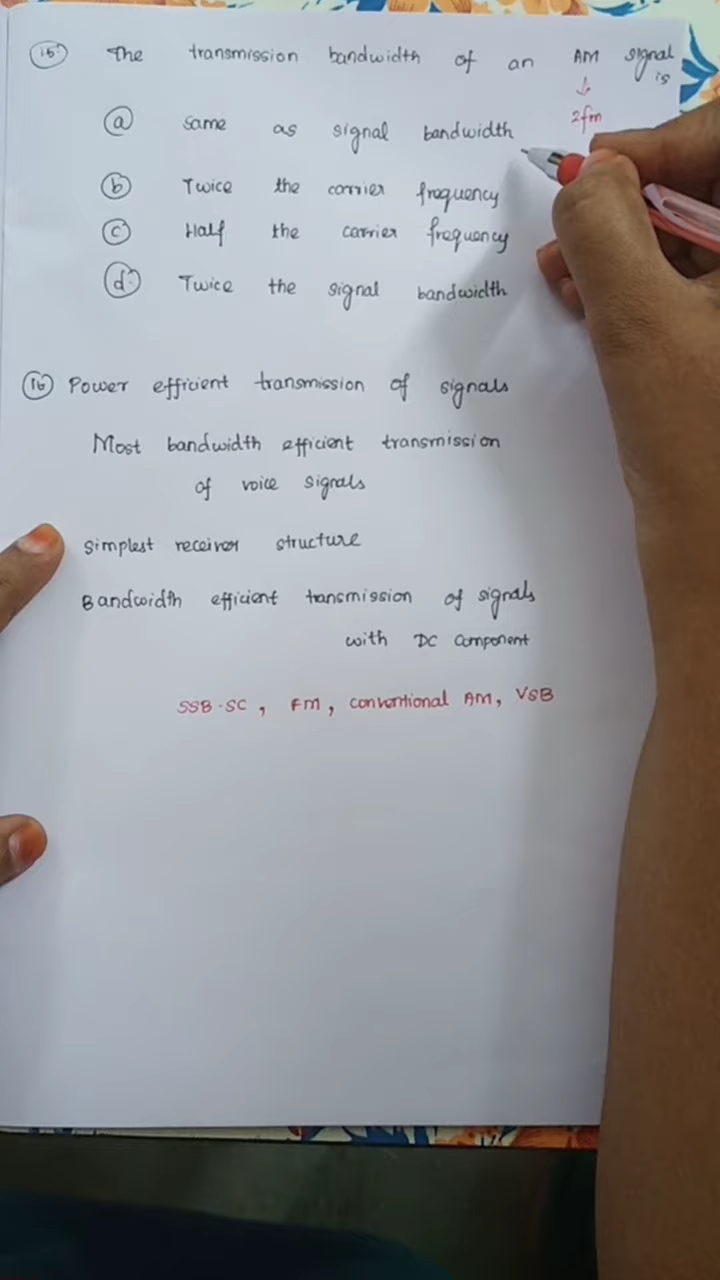 15. The transmission bandwidth of an AM signal is
↓
2fm
a same as signal bandwidth
b Twice the carrier frequency
c Half the carrier frequency
d Twice the signal bandwidth
16 Power efficient transmission of signals
Most bandwidth efficient transmission
of voice signals
simplest receiver structure
Bandwidth efficient transmission of signals
with DC component
SSB-SC, FM, conventional AM, VSB